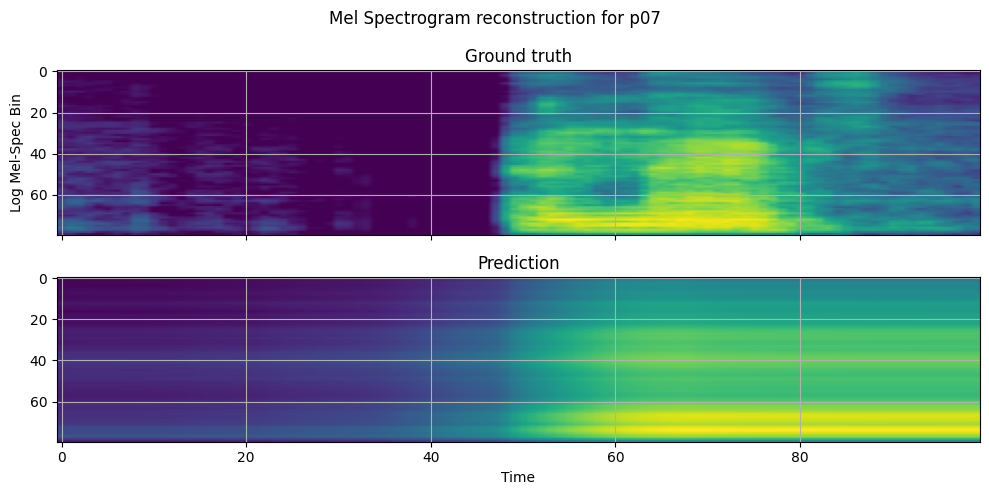 Mel Spectrogram reconstruction for p07
Ground truth
Log Mel-Spec Bin
0
20
40
60
Prediction
0
20
40
60
0 20 40 60 80
Time